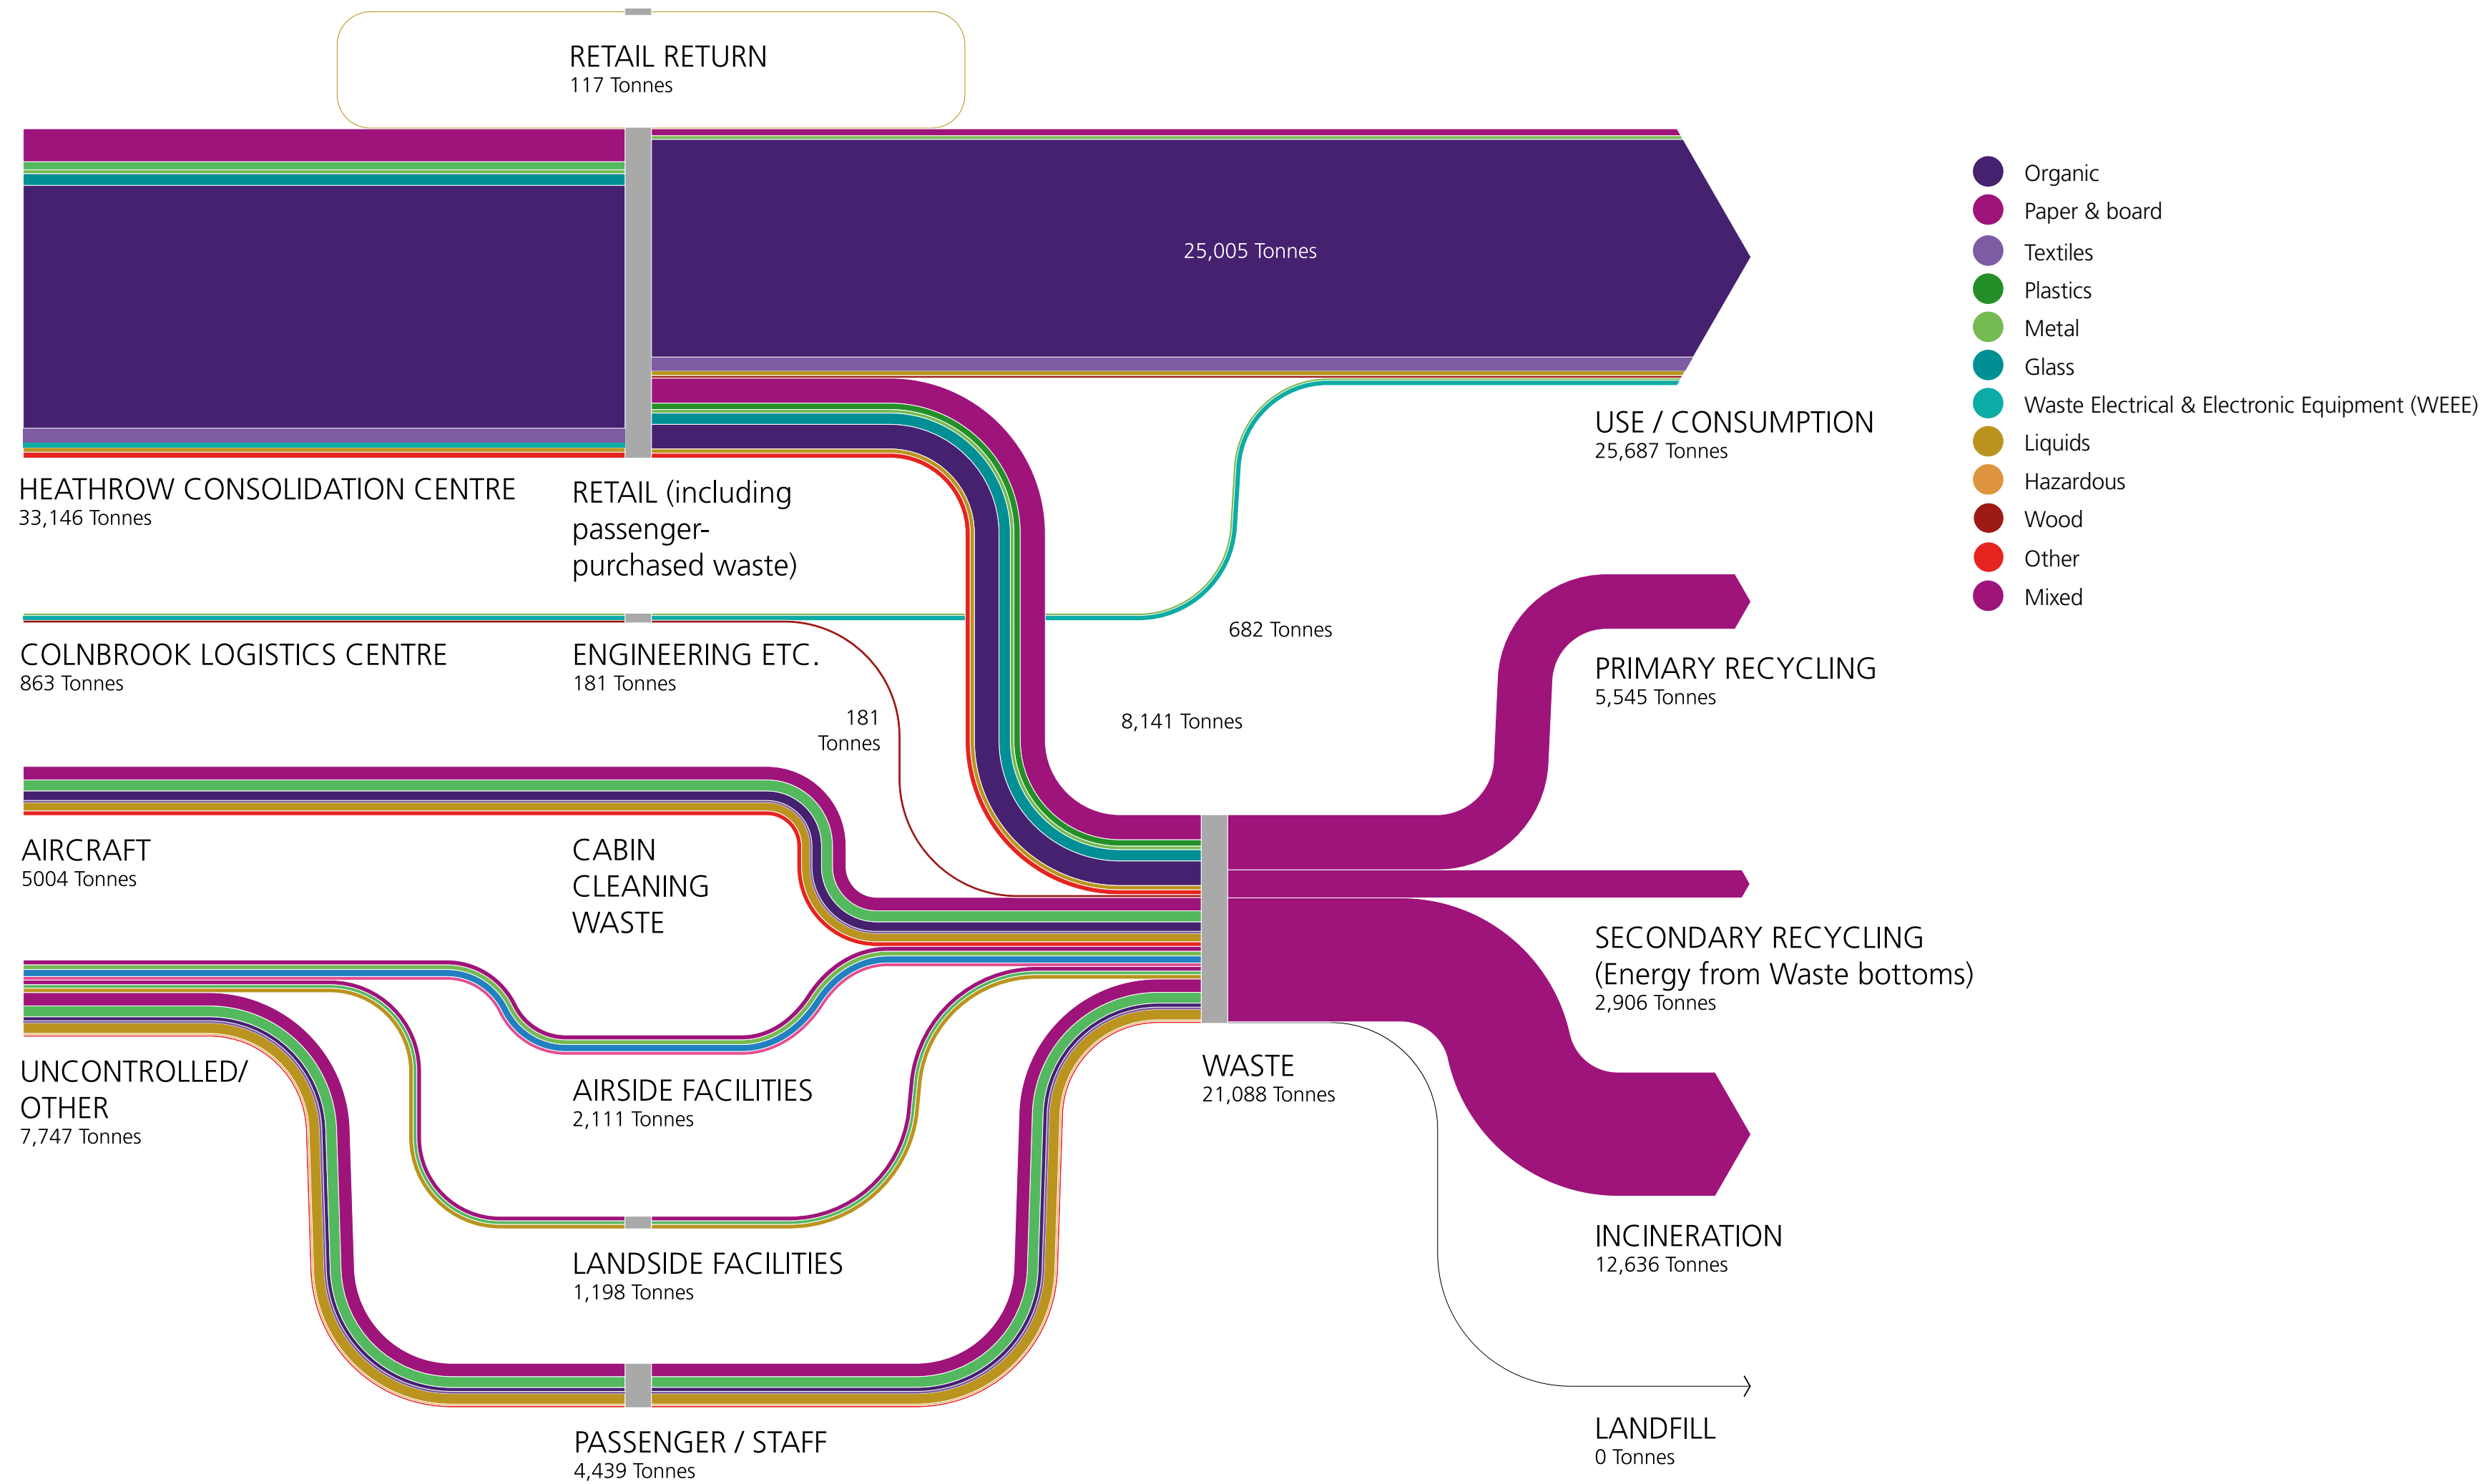 RETAIL RETURN
117 Tonnes
25,005 Tonnes
HEATHROW CONSOLIDATION CENTRE
33,146 Tonnes
RETAIL (including
passenger-
purchased waste)
USE / CONSUMPTION
25,687 Tonnes
Organic
Paper & board
Textiles
Plastics
Metal
Glass
Waste Electrical & Electronic Equipment (WEEE)
Liquids
Hazardous
Wood
Other
Mixed
COLNBROOK LOGISTICS CENTRE
863 Tonnes
ENGINEERING ETC.
181 Tonnes
682 Tonnes
181
Tonnes
8,141 Tonnes
PRIMARY RECYCLING
5,545 Tonnes
AIRCRAFT
5004 Tonnes
CABIN
CLEANING
WASTE
SECONDARY RECYCLING
(Energy from Waste bottoms)
2,906 Tonnes
UNCONTROLLED/
OTHER
7,747 Tonnes
AIRSIDE FACILITIES
2,111 Tonnes
WASTE
21,088 Tonnes
LANDSIDE FACILITIES
1,198 Tonnes
INCINERATION
12,636 Tonnes
PASSENGER / STAFF
4,439 Tonnes
LANDFILL
0 Tonnes